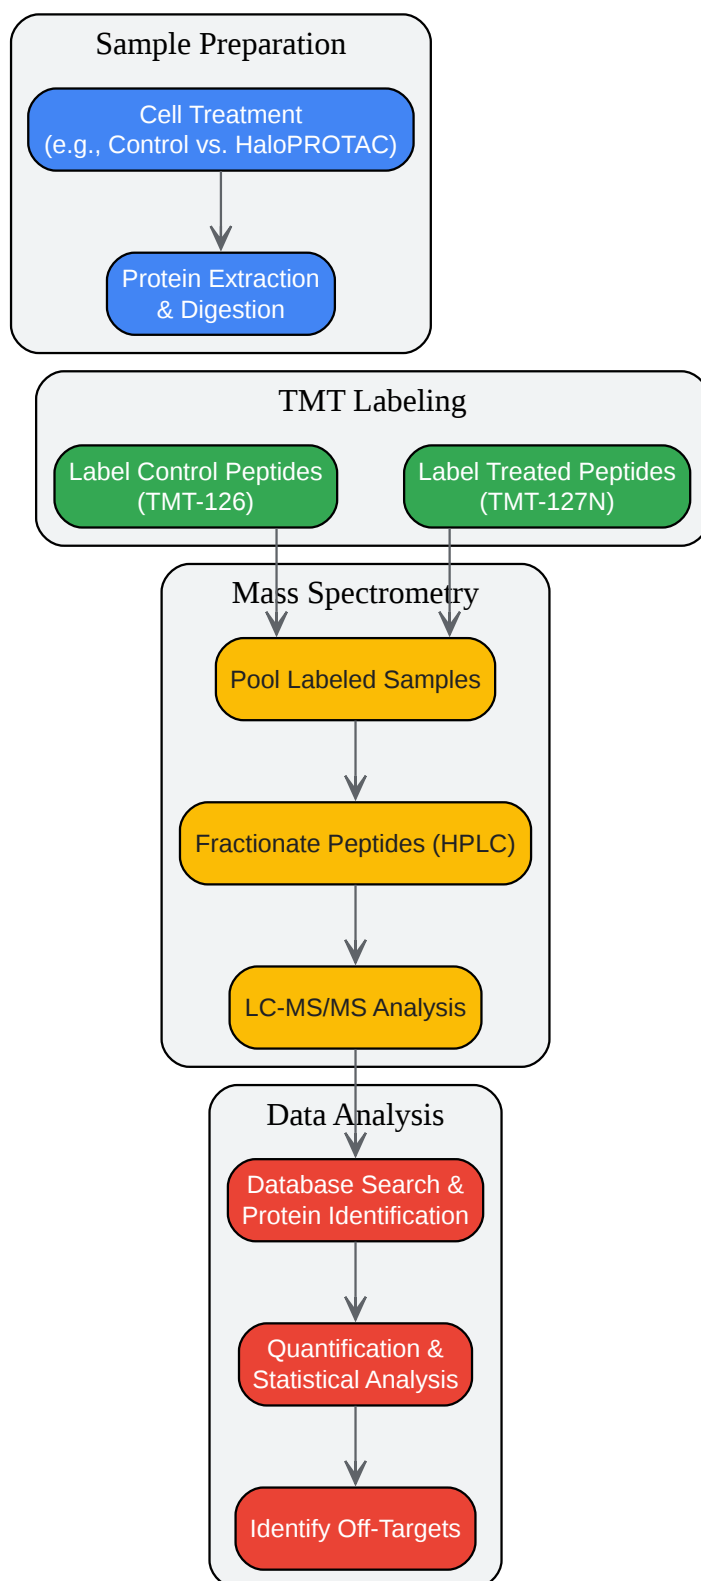 Sample Preparation
Cell Treatment
(e.g., Control vs. HaloPROTAC)
Protein Extraction
& Digestion
TMT Labeling
Label Control Peptides
(TMT-126)
Label Treated Peptides
(TMT-127N)
Mass Spectrometry
Pool Labeled Samples
Fractionate Peptides (HPLC)
LC-MS/MS Analysis
Data Analysis
Database Search &
Protein Identification
Quantification &
Statistical Analysis
Identify Off-Targets